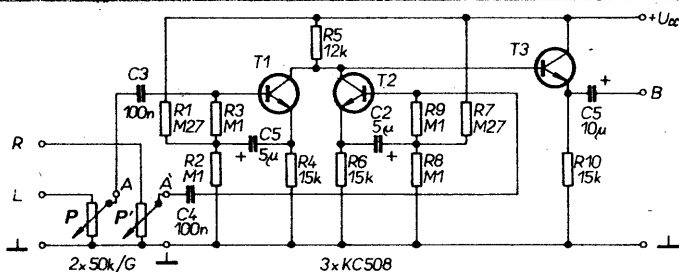 +U₀₀
R5
12k
T1
T2
T3
C3
100n
R1
M27
R3
M1
C5
5µ
+
C2
5µ
+
R9
M1
R7
M27
+
C5
10µ
B
R
L
A
A'
R2
M1
R4
15k
R6
15k
R8
M1
R10
15k
P
P'
C4
100n
2x50k/G
3xKC508